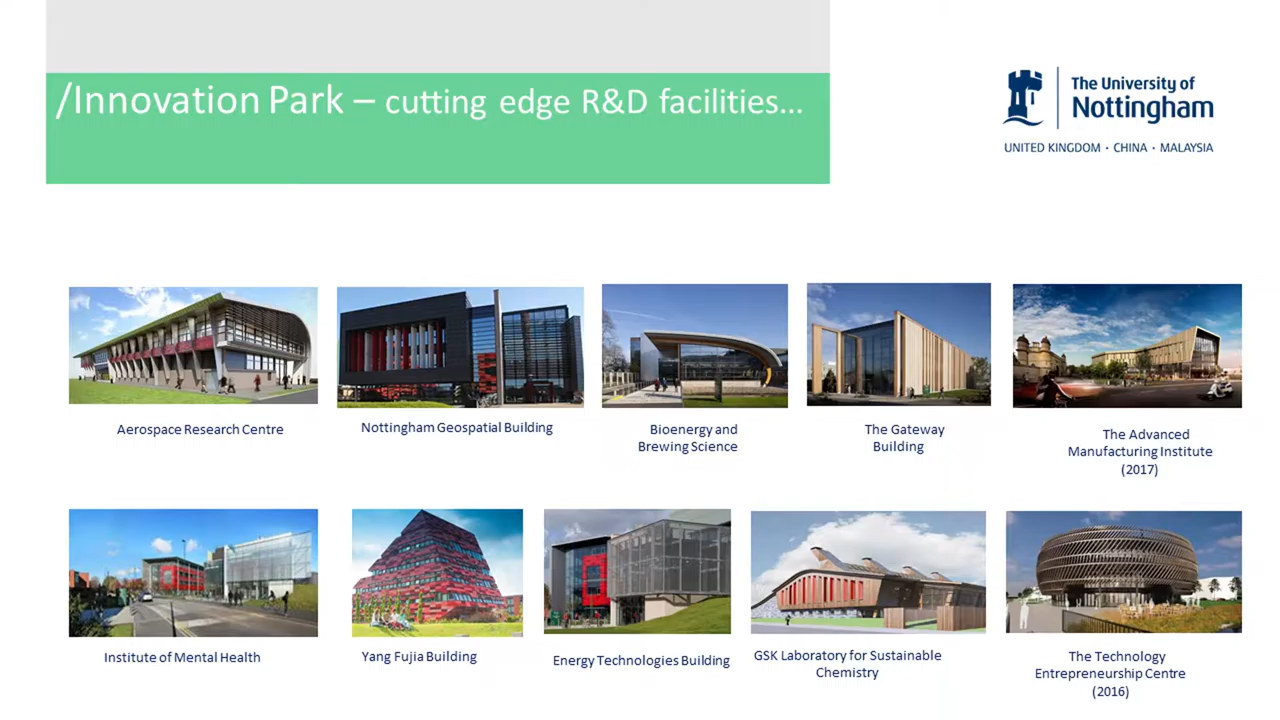 /Innovation Park – cutting edge R&D facilities...
The University of
Nottingham
UNITED KINGDOM · CHINA · MALAYSIA
Aerospace Research Centre
Nottingham Geospatial Building
Bioenergy and
Brewing Science
The Gateway
Building
The Advanced
Manufacturing Institute
(2017)
Institute of Mental Health
Yang Fujia Building
Energy Technologies Building
GSK Laboratory for Sustainable
Chemistry
The Technology
Entrepreneurship Centre
(2016)